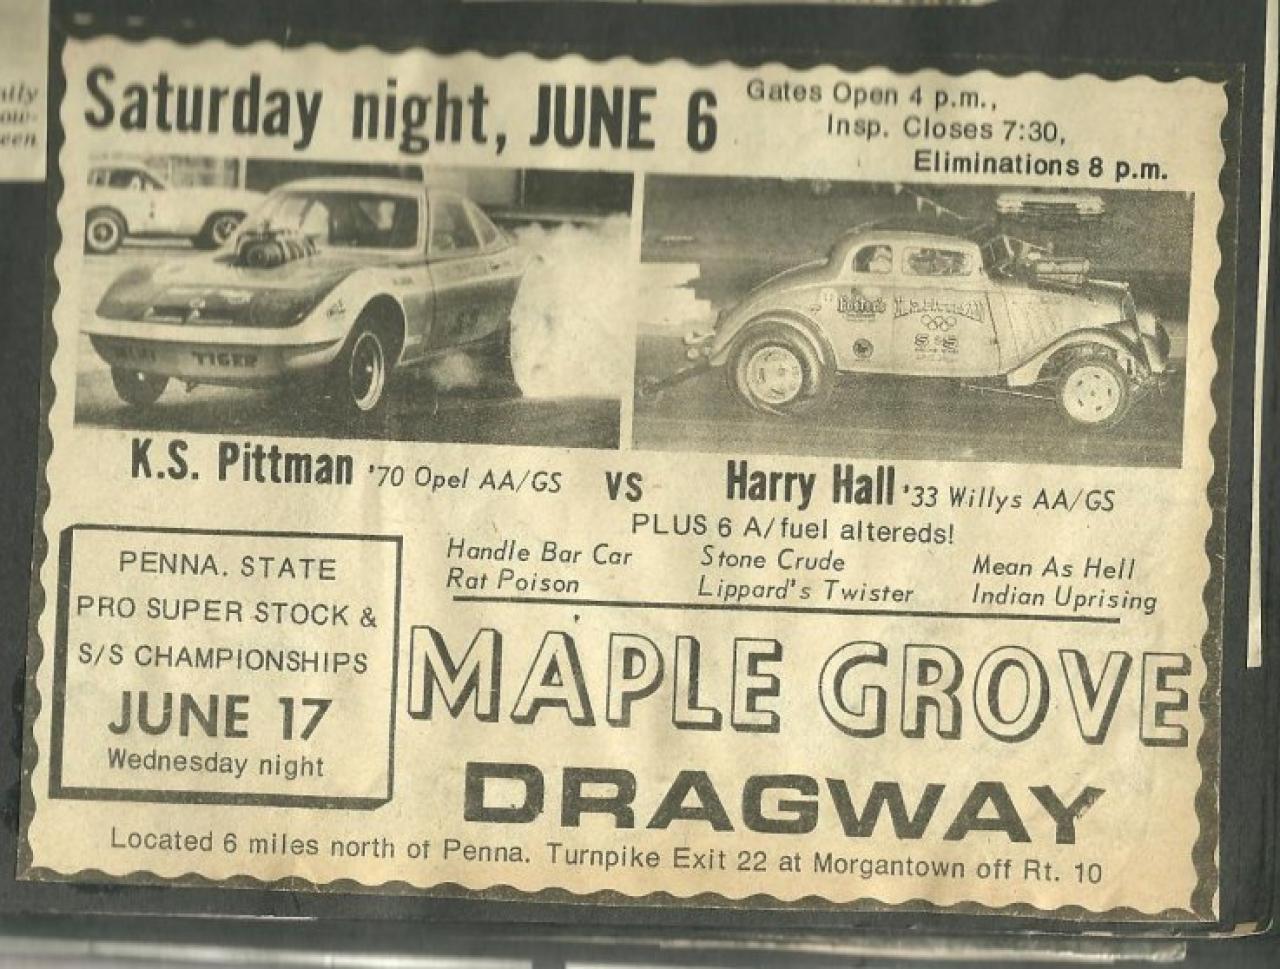 Saturday night, JUNE 6
Gates Open 4 p.m.,
Insp. Closes 7:30,
Eliminations 8 p.m.
TIGER
S&S
K.S. Pittman '70 Opel AA/GS vs Harry Hall '33 Willys AA/GS
PLUS 6 A/fuel altereds!
Handle Bar Car Stone Crude Mean As Hell
Rat Poison Lippard's Twister Indian Uprising
PENNA. STATE
PRO SUPER STOCK &
S/S CHAMPIONSHIPS
JUNE 17
Wednesday night
MAPLE GROVE
DRAGWAY
Located 6 miles north of Penna. Turnpike Exit 22 at Morgantown off Rt. 10